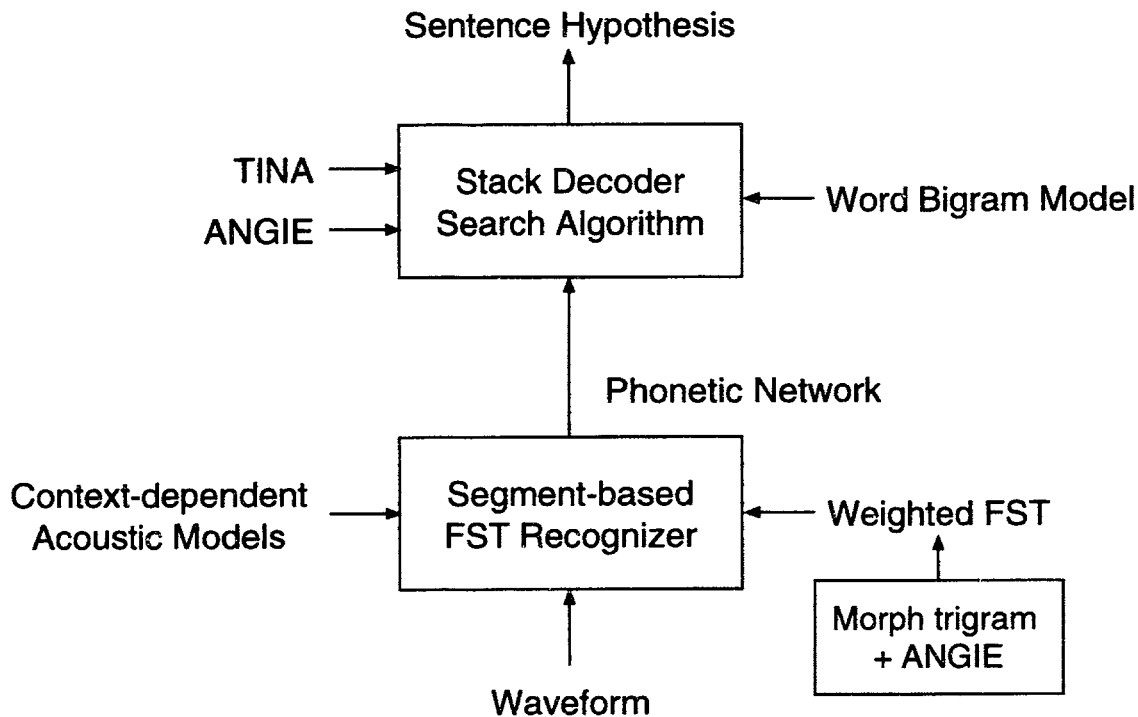 Sentence Hypothesis
TINA
ANGIE
Stack Decoder
Search Algorithm
Word Bigram Model
Phonetic Network
Context-dependent
Acoustic Models
Segment-based
FST Recognizer
Weighted FST
Morph trigram
+ ANGIE
Waveform